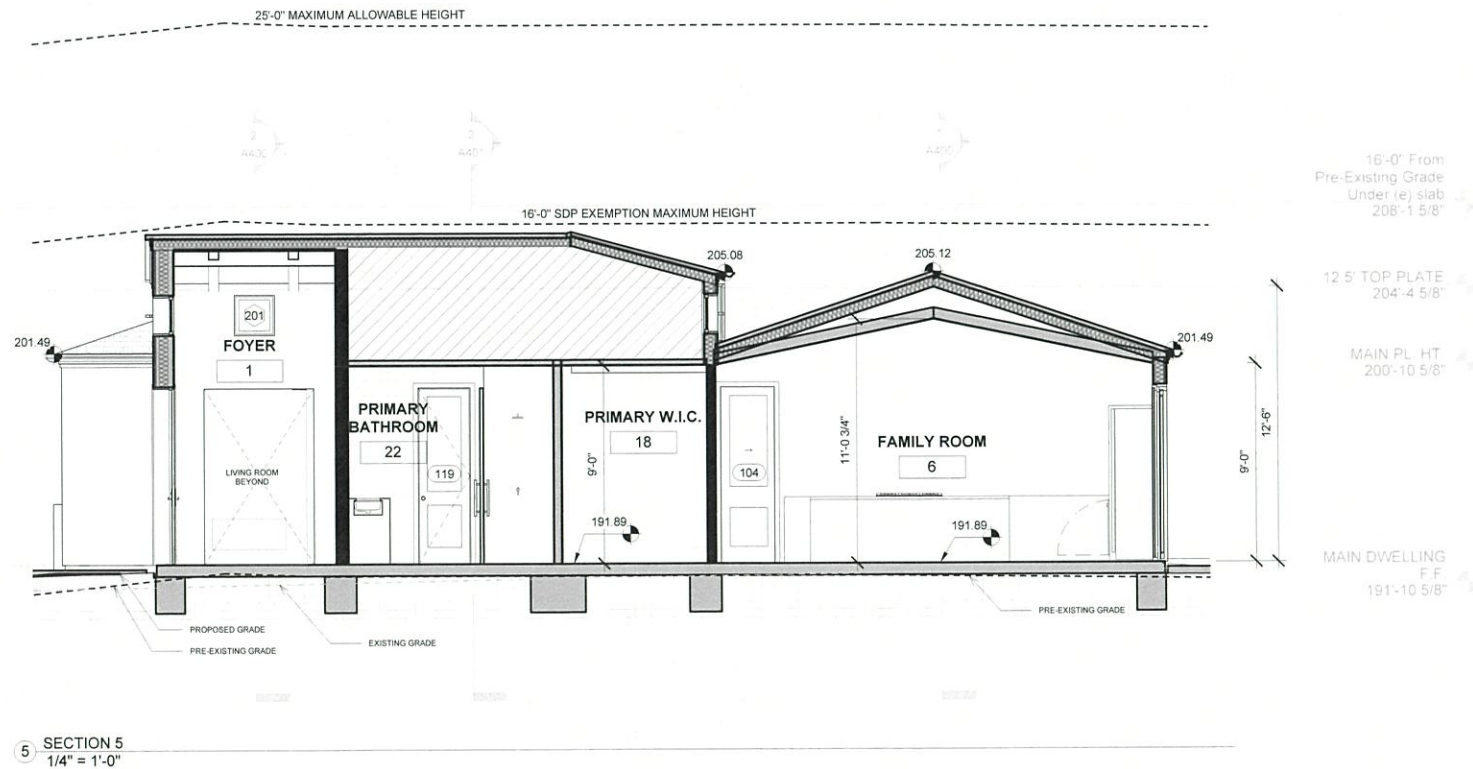 25'-0" MAXIMUM ALLOWABLE HEIGHT
2
A400
2
A401
A400
16'-0" From
Pre-Existing Grade
Under (e) slab
208'-1 5/8"
16'-0" SDP EXEMPTION MAXIMUM HEIGHT
205.08
205.12
12.5' TOP PLATE
204'-4 5/8"
201
FOYER
1
201.49
201.49
MAIN PL. HT.
200'-10 5/8"
PRIMARY
BATHROOM
22
PRIMARY W.I.C.
18
FAMILY ROOM
6
LIVING ROOM
BEYOND
119
9'-0"
104
11'-0 3/4"
9'-0"
12'-6"
191.89
191.89
MAIN DWELLING
F.F.
191'-10 5/8"
PROPOSED GRADE
PRE-EXISTING GRADE
EXISTING GRADE
PRE-EXISTING GRADE
5
SECTION 5
1/4" = 1'-0"